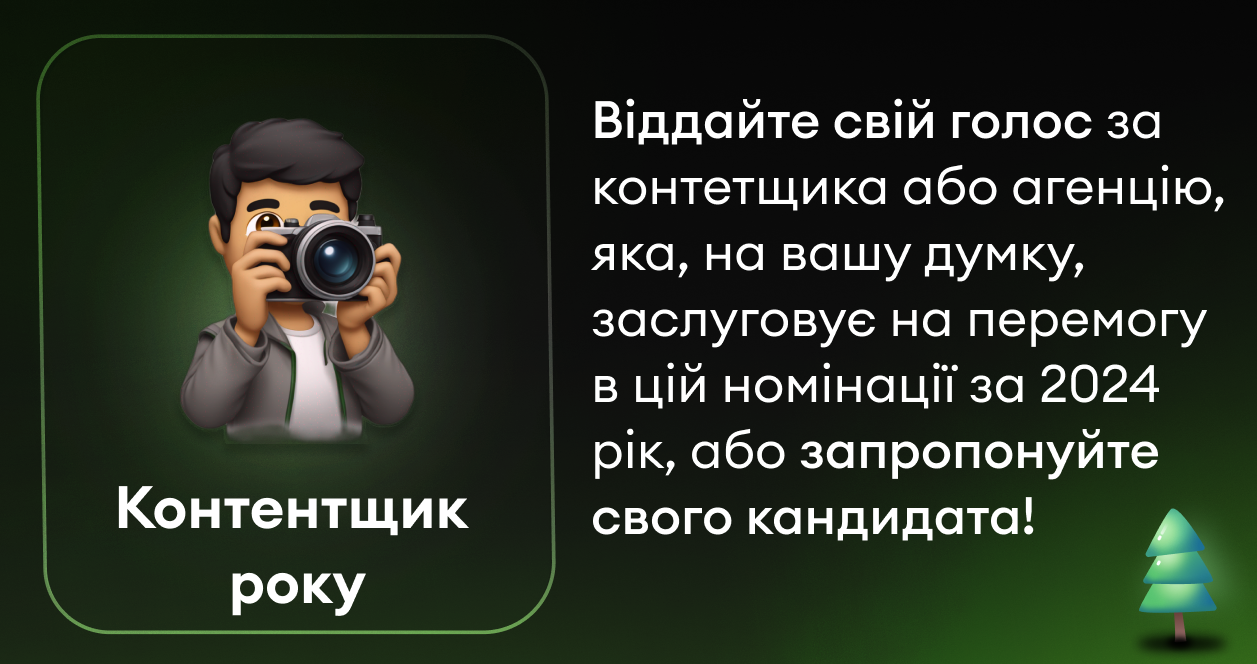 Контентщик
року
Віддайте свій голос за
контетщика або агенцію,
яка, на вашу думку,
заслуговує на перемогу
в цій номінації за 2024
рік, або запропонуйте
свого кандидата!